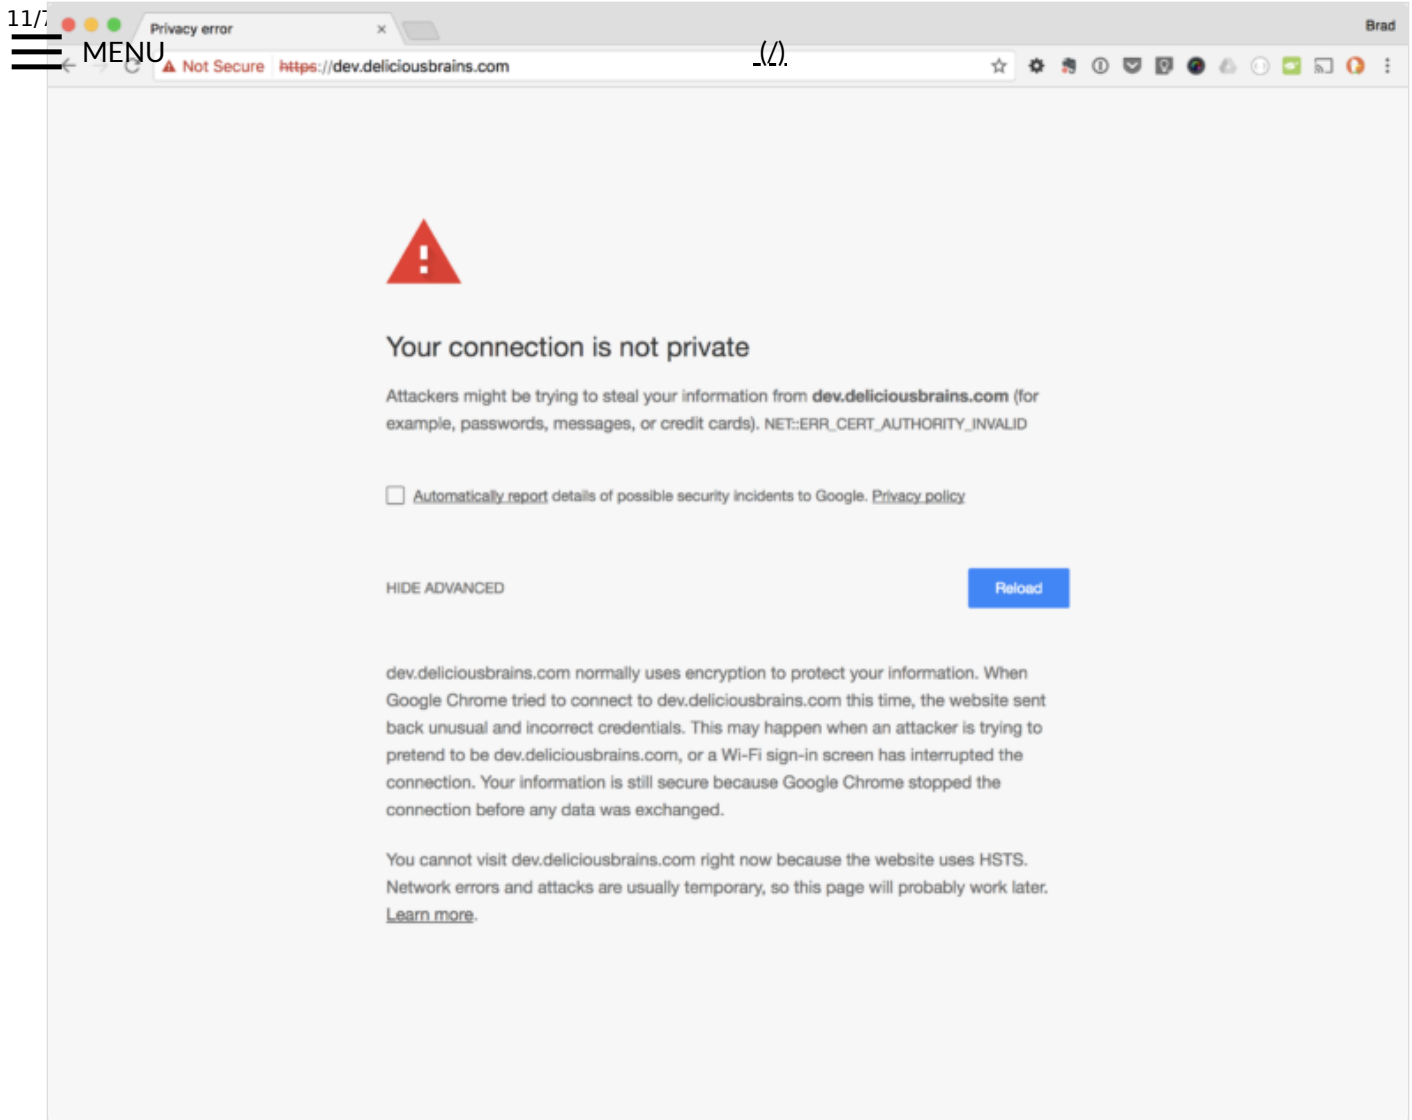 11/7
Privacy error
Brad
MENU
(/)
Not Secure https://dev.deliciousbrains.com
Your connection is not private
Attackers might be trying to steal your information from dev.deliciousbrains.com (for
example, passwords, messages, or credit cards). NET::ERR_CERT_AUTHORITY_INVALID
Automatically report details of possible security incidents to Google. Privacy policy
HIDE ADVANCED
Reload
dev.deliciousbrains.com normally uses encryption to protect your information. When
Google Chrome tried to connect to dev.deliciousbrains.com this time, the website sent
back unusual and incorrect credentials. This may happen when an attacker is trying to
pretend to be dev.deliciousbrains.com, or a Wi-Fi sign-in screen has interrupted the
connection. Your information is still secure because Google Chrome stopped the
connection before any data was exchanged.
You cannot visit dev.deliciousbrains.com right now because the website uses HSTS.
Network errors and attacks are usually temporary, so this page will probably work later.
Learn more.